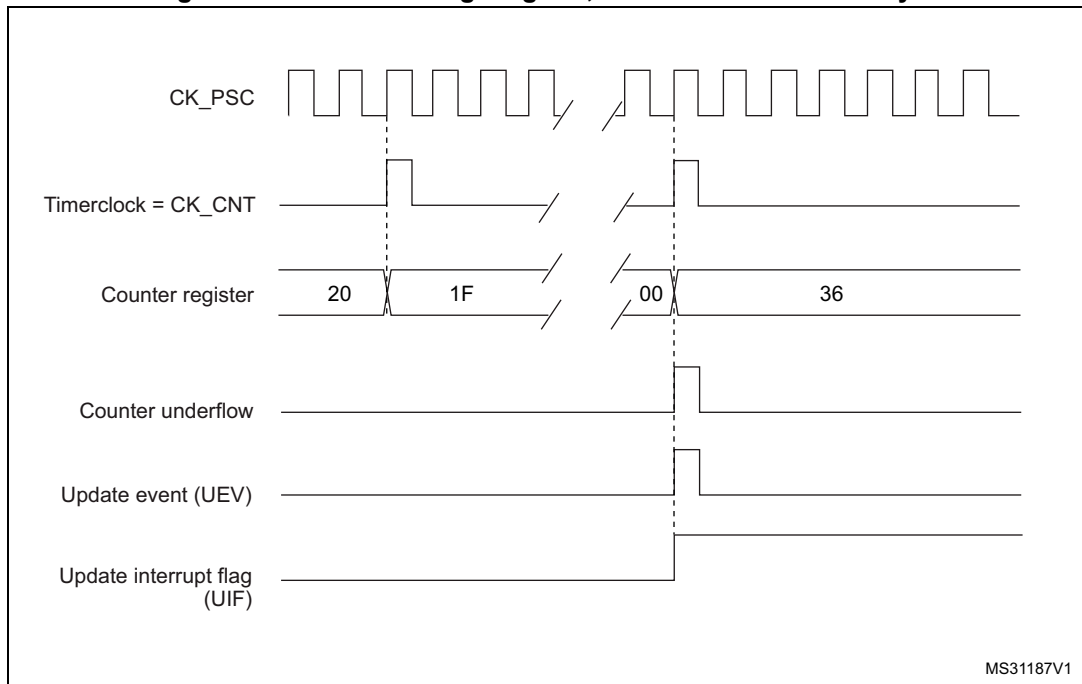 CK_PSC
Timerclock = CK_CNT
Counter register
20
1F
00
36
Counter underflow
Update event (UEV)
Update interrupt flag
(UIF)
MS31187V1